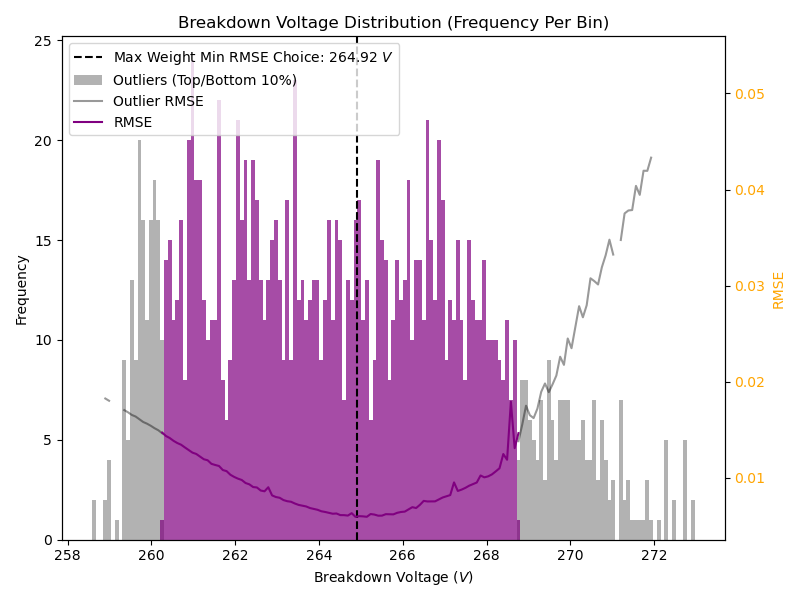 Breakdown Voltage Distribution (Frequency Per Bin)
Max Weight Min RMSE Choice: 264.92 V
Outliers (Top/Bottom 10%)
Outlier RMSE
RMSE
25
20
15
10
5
0
Frequency
0.05
0.04
0.03
0.02
0.01
RMSE
258 260 262 264 266 268 270 272
Breakdown Voltage (V)